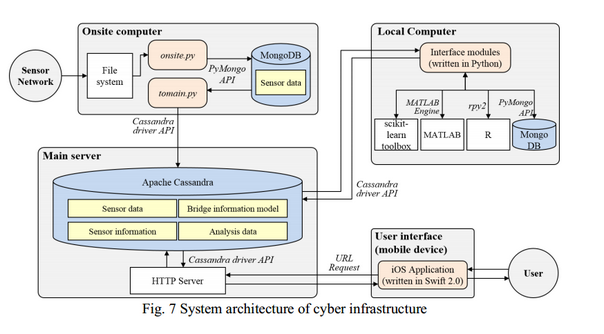 Onsite computer
Sensor
Network
File
system
onsite.py
PyMongo
API
tomain.py
MongoDB
Sensor data
Cassandra
driver API
Local Computer
Interface modules
(written in Python)
MATLAB
Engine
rpy2
PyMongo
API
scikit-
learn
toolbox
MATLAB
R
Mongo
DB
Main server
Apache Cassandra
Sensor data
Bridge information model
Sensor information
Analysis data
Cassandra
driver API
Cassandra driver API
HTTP Server
URL
Request
User interface
(mobile device)
iOS Application
(written in Swift 2.0)
User
Fig. 7 System architecture of cyber infrastructure